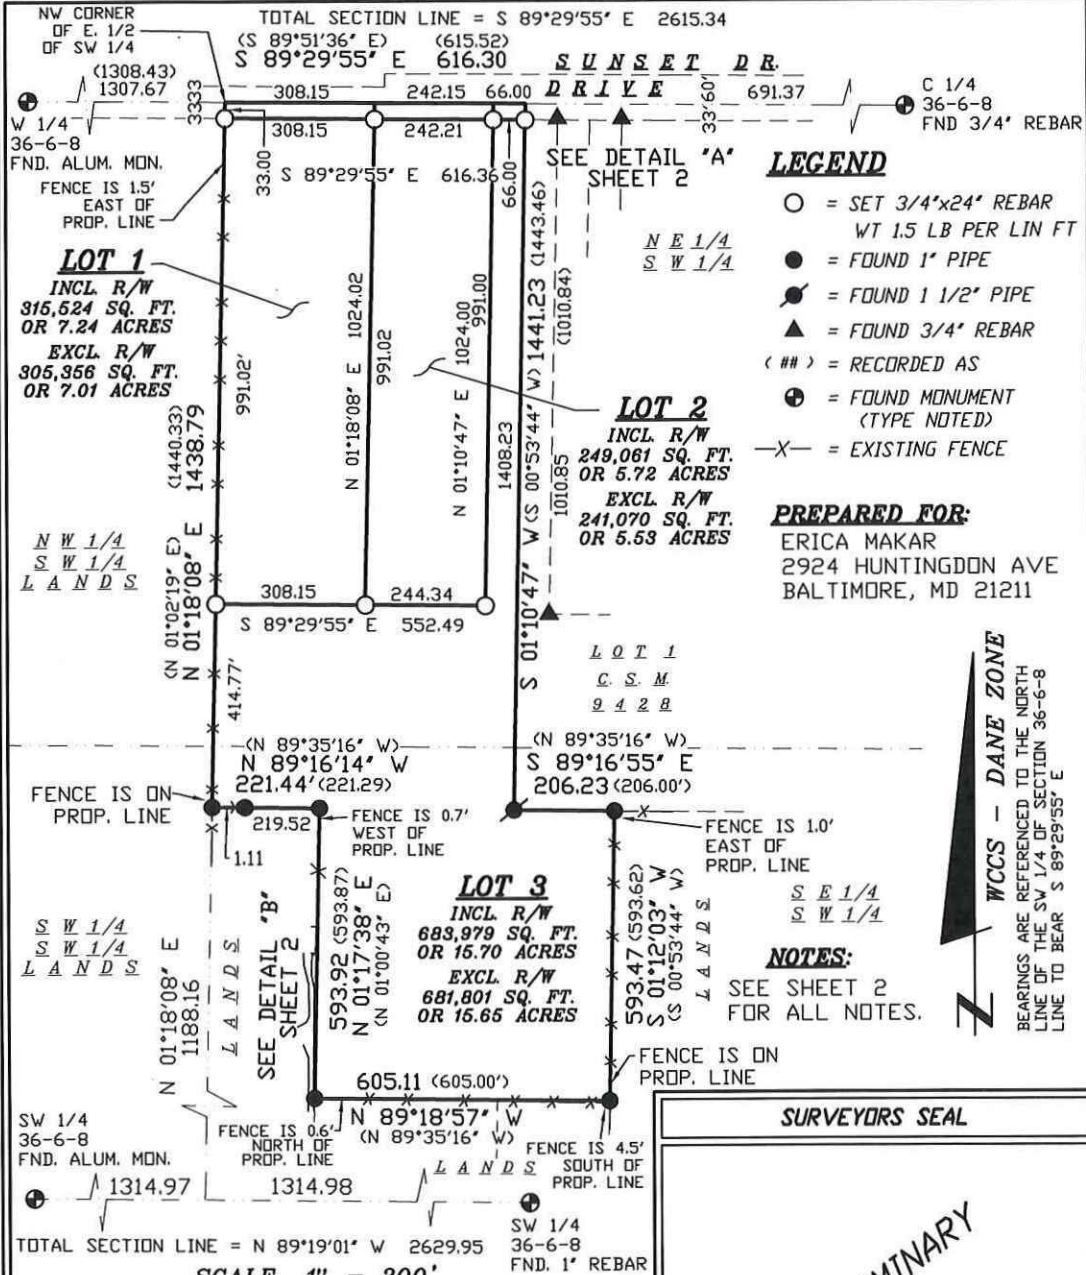 NW CORNER
OF E. 1/2
OF SW 1/4
TOTAL SECTION LINE = S 89°29'55" E 2615.34
(S 89°51'36" E) (615.52)
S 89°29'55" E 616.30
SUNSET DR.
DRIVE
(1308.43)
1307.67
308.15
242.15
66.00
691.37
33.60'
C 1/4
36-6-8
FND 3/4" REBAR
W 1/4
36-6-8
FND. ALUM. MON.
308.15
242.21
33.00
S 89°29'55" E 616.36
66.00
SEE DETAIL "A"
SHEET 2
FENCE IS 1.5'
EAST OF
PROP. LINE
NE 1/4
SW 1/4
LEGEND
= SET 3/4"x24" REBAR
WT 1.5 LB PER LIN FT
= FOUND 1" PIPE
= FOUND 1 1/2" PIPE
= FOUND 3/4" REBAR
(##) = RECORDED AS
= FOUND MONUMENT
(TYPE NOTED)
—X— = EXISTING FENCE
LOT 1
INCL. R/W
315,524 SQ. FT.
OR 7.24 ACRES
EXCL. R/W
305,356 SQ. FT.
OR 7.01 ACRES
(N 01°02'19" E) (1440.33)
N 01°18'08" E 1438.79
991.02'
N 01°18'08" E 1024.02
991.02
N 01°10'47" E 1024.00
991.00
1408.23
S 01°10'47" W (S 00°53'44" W) 1441.23 (1443.46)
(1010.84)
1010.85
LOT 2
INCL. R/W
249,061 SQ. FT.
OR 5.72 ACRES
EXCL. R/W
241,070 SQ. FT.
OR 5.53 ACRES
PREPARED FOR:
ERICA MAKAR
2924 HUNTINGDON AVE
BALTIMORE, MD 21211
NW 1/4
SW 1/4
LANDS
308.15
244.34
S 89°29'55" E 552.49
414.77'
LOT 1
C.S.M.
9428
(N 89°35'16" W)
N 89°16'14" W
221.44' (221.29)
(N 89°35'16" W)
S 89°16'55" E
206.23 (206.00')
FENCE IS ON
PROP. LINE
219.52
1.11
FENCE IS 0.7'
WEST OF
PROP. LINE
FENCE IS 1.0'
EAST OF
PROP. LINE
WCCS - DANE ZONE
BEARINGS ARE REFERENCED TO THE NORTH
LINE OF THE SW 1/4 OF SECTION 36-6-8
LINE TO BEAR S 89°29'55" E
LOT 3
INCL. R/W
683,979 SQ. FT.
OR 15.70 ACRES
EXCL. R/W
681,801 SQ. FT.
OR 15.65 ACRES
SE 1/4
SW 1/4
LANDS
SW 1/4
SW 1/4
LANDS
N 01°18'08" E
1188.16
LANDS
SEE DETAIL "B"
SHEET 2
593.92 (593.87)
N 01°17'38" E
(N 01°00'43" E)
593.47 (593.62)
S 01°12'03" W
(S 00°53'44" W)
NOTES:
SEE SHEET 2
FOR ALL NOTES.
FENCE IS ON
PROP. LINE
605.11 (605.00')
N 89°18'57" W
(N 89°35'16" W)
FENCE IS 0.6'
NORTH OF
PROP. LINE
LANDS
FENCE IS 4.5'
SOUTH OF
PROP. LINE
SW 1/4
36-6-8
FND. ALUM. MON.
1314.97
1314.98
SW 1/4
36-6-8
FND. 1" REBAR
TOTAL SECTION LINE = N 89°19'01" W 2629.95
SURVEYORS SEAL